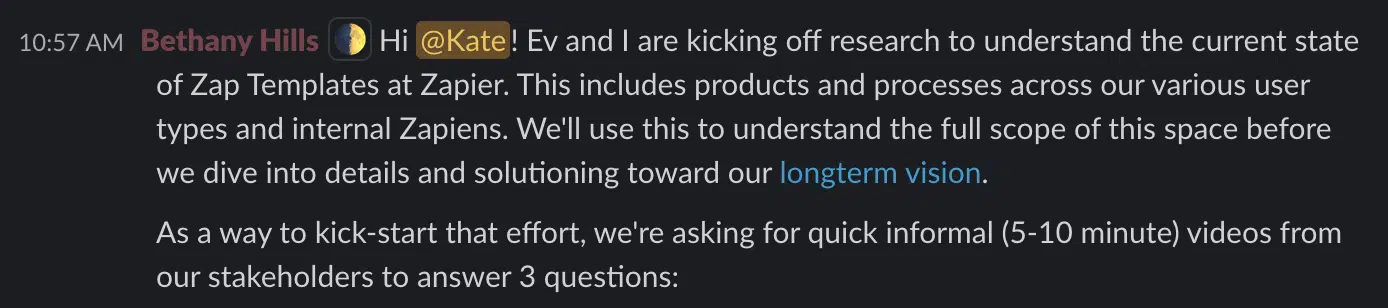 10:57 AM Bethany Hills Hi @Kate! Ev and I are kicking off research to understand the current state
of Zap Templates at Zapier. This includes products and processes across our various user
types and internal Zapiens. We'll use this to understand the full scope of this space before
we dive into details and solutioning toward our longterm vision.
As a way to kick-start that effort, we're asking for quick informal (5-10 minute) videos from
our stakeholders to answer 3 questions: